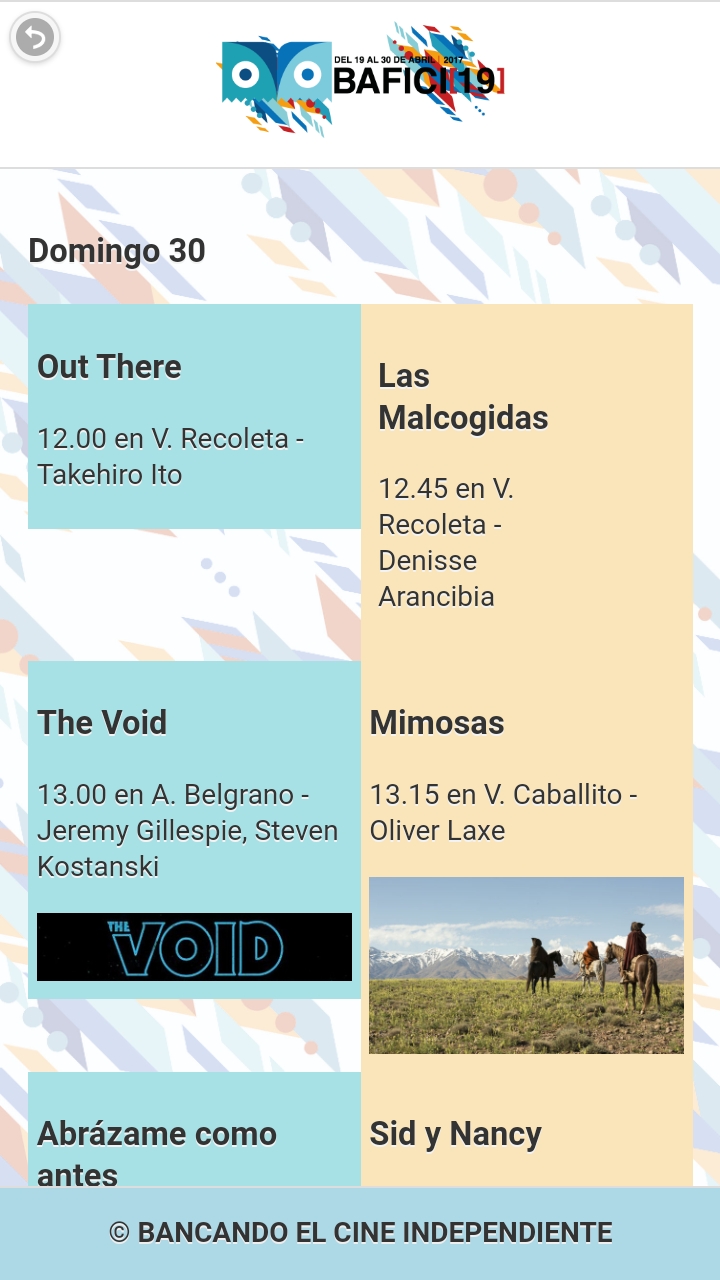 DEL 19 AL 30 DE ABRIL | 2017
BAFICI[19]
Domingo 30
Out There
12.00 en V. Recoleta -
Takehiro Ito
Las
Malcogidas
12.45 en V.
Recoleta -
Denisse
Arancibia
The Void
13.00 en A. Belgrano -
Jeremy Gillespie, Steven
Kostanski
THE
VOID
Mimosas
13.15 en V. Caballito -
Oliver Laxe
Abrázame como
antes
Sid y Nancy
© BANCANDO EL CINE INDEPENDIENTE